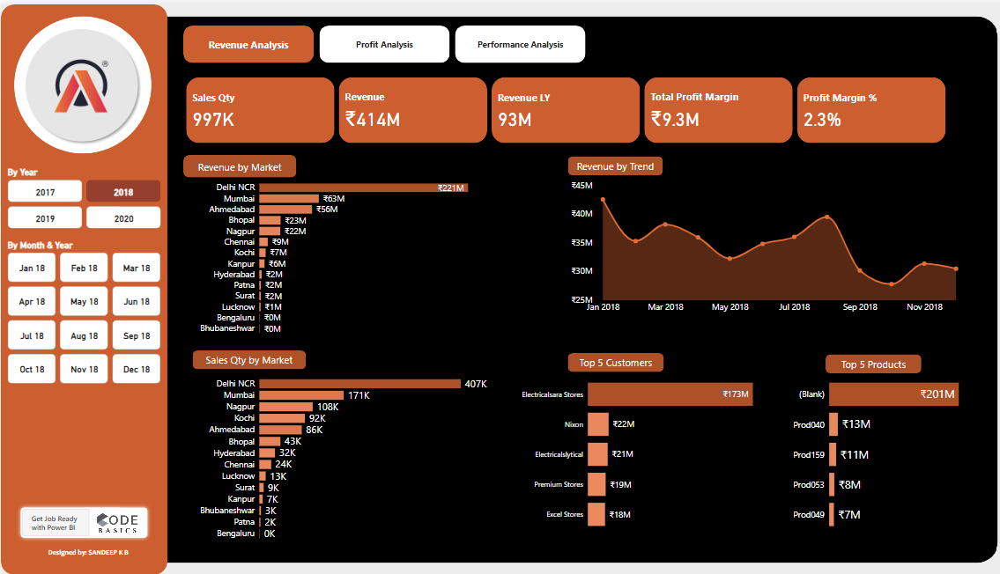 ®
By Year
2017
2018
2019
2020
By Month & Year
Jan 18
Feb 18
Mar 18
Apr 18
May 18
Jun 18
Jul 18
Aug 18
Sep 18
Oct 18
Nov 18
Dec 18
Get Job Ready
with Power BI
CODE
BASICS
Designed by: SANDEEP K B
Revenue Analysis
Profit Analysis
Performance Analysis
Sales Qty
997K
Revenue
₹414M
Revenue LY
93M
Total Profit Margin
₹9.3M
Profit Margin %
2.3%
Revenue by Market
Delhi NCR ₹221M
Mumbai ₹63M
Ahmedabad ₹56M
Bhopal ₹23M
Nagpur ₹22M
Chennai ₹9M
Kochi ₹7M
Kanpur ₹6M
Hyderabad ₹2M
Patna ₹2M
Surat ₹2M
Lucknow ₹1M
Bengaluru ₹0M
Bhubaneshwar ₹0M
Revenue by Trend
₹45M
₹40M
₹35M
₹30M
₹25M
Jan 2018 Mar 2018 May 2018 Jul 2018 Sep 2018 Nov 2018
Sales Qty by Market
Delhi NCR 407K
Mumbai 171K
Nagpur 108K
Kochi 92K
Ahmedabad 86K
Bhopal 43K
Hyderabad 32K
Chennai 24K
Lucknow 13K
Surat 9K
Kanpur 7K
Bhubaneshwar 3K
Patna 2K
Bengaluru 0K
Top 5 Customers
Electricalsara Stores ₹173M
Nixon ₹22M
Electricalslytical ₹21M
Premium Stores ₹19M
Excel Stores ₹18M
Top 5 Products
(Blank) ₹201M
Prod040 ₹13M
Prod159 ₹11M
Prod053 ₹8M
Prod049 ₹7M